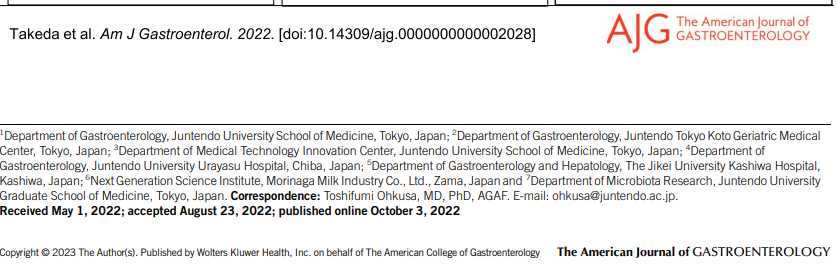 Takeda et al. Am J Gastroenterol. 2022. [doi:10.14309/ajg.0000000000002028]
AJG The American Journal of
GASTROENTEROLOGY
1Department of Gastroenterology, Juntendo University School of Medicine, Tokyo, Japan; 2Department of Gastroenterology, Juntendo Tokyo Koto Geriatric Medical
Center, Tokyo, Japan; 3Department of Medical Technology Innovation Center, Juntendo University School of Medicine, Tokyo, Japan; 4Department of
Gastroenterology, Juntendo University Urayasu Hospital, Chiba, Japan; 5Department of Gastroenterology and Hepatology, The Jikei University Kashiwa Hospital,
Kashiwa, Japan; 6Next Generation Science Institute, Morinaga Milk Industry Co., Ltd., Zama, Japan and 7Department of Microbiota Research, Juntendo University
Graduate School of Medicine, Tokyo, Japan. Correspondence: Toshifumi Ohkusa, MD, PhD, AGAF. E-mail: ohkusa@juntendo.ac.jp.
Received May 1, 2022; accepted August 23, 2022; published online October 3, 2022
Copyright © 2023 The Author(s). Published by Wolters Kluwer Health, Inc. on behalf of The American College of Gastroenterology
The American Journal of GASTROENTEROLOGY